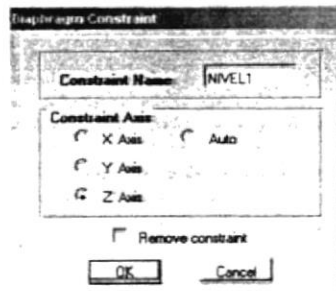 Diaphragm Constraint
Constraint Name: NIVEL1
Constraint Axis
X Axis Auto
Y Axis
Z Axis
Remove constraint
OK Cancel